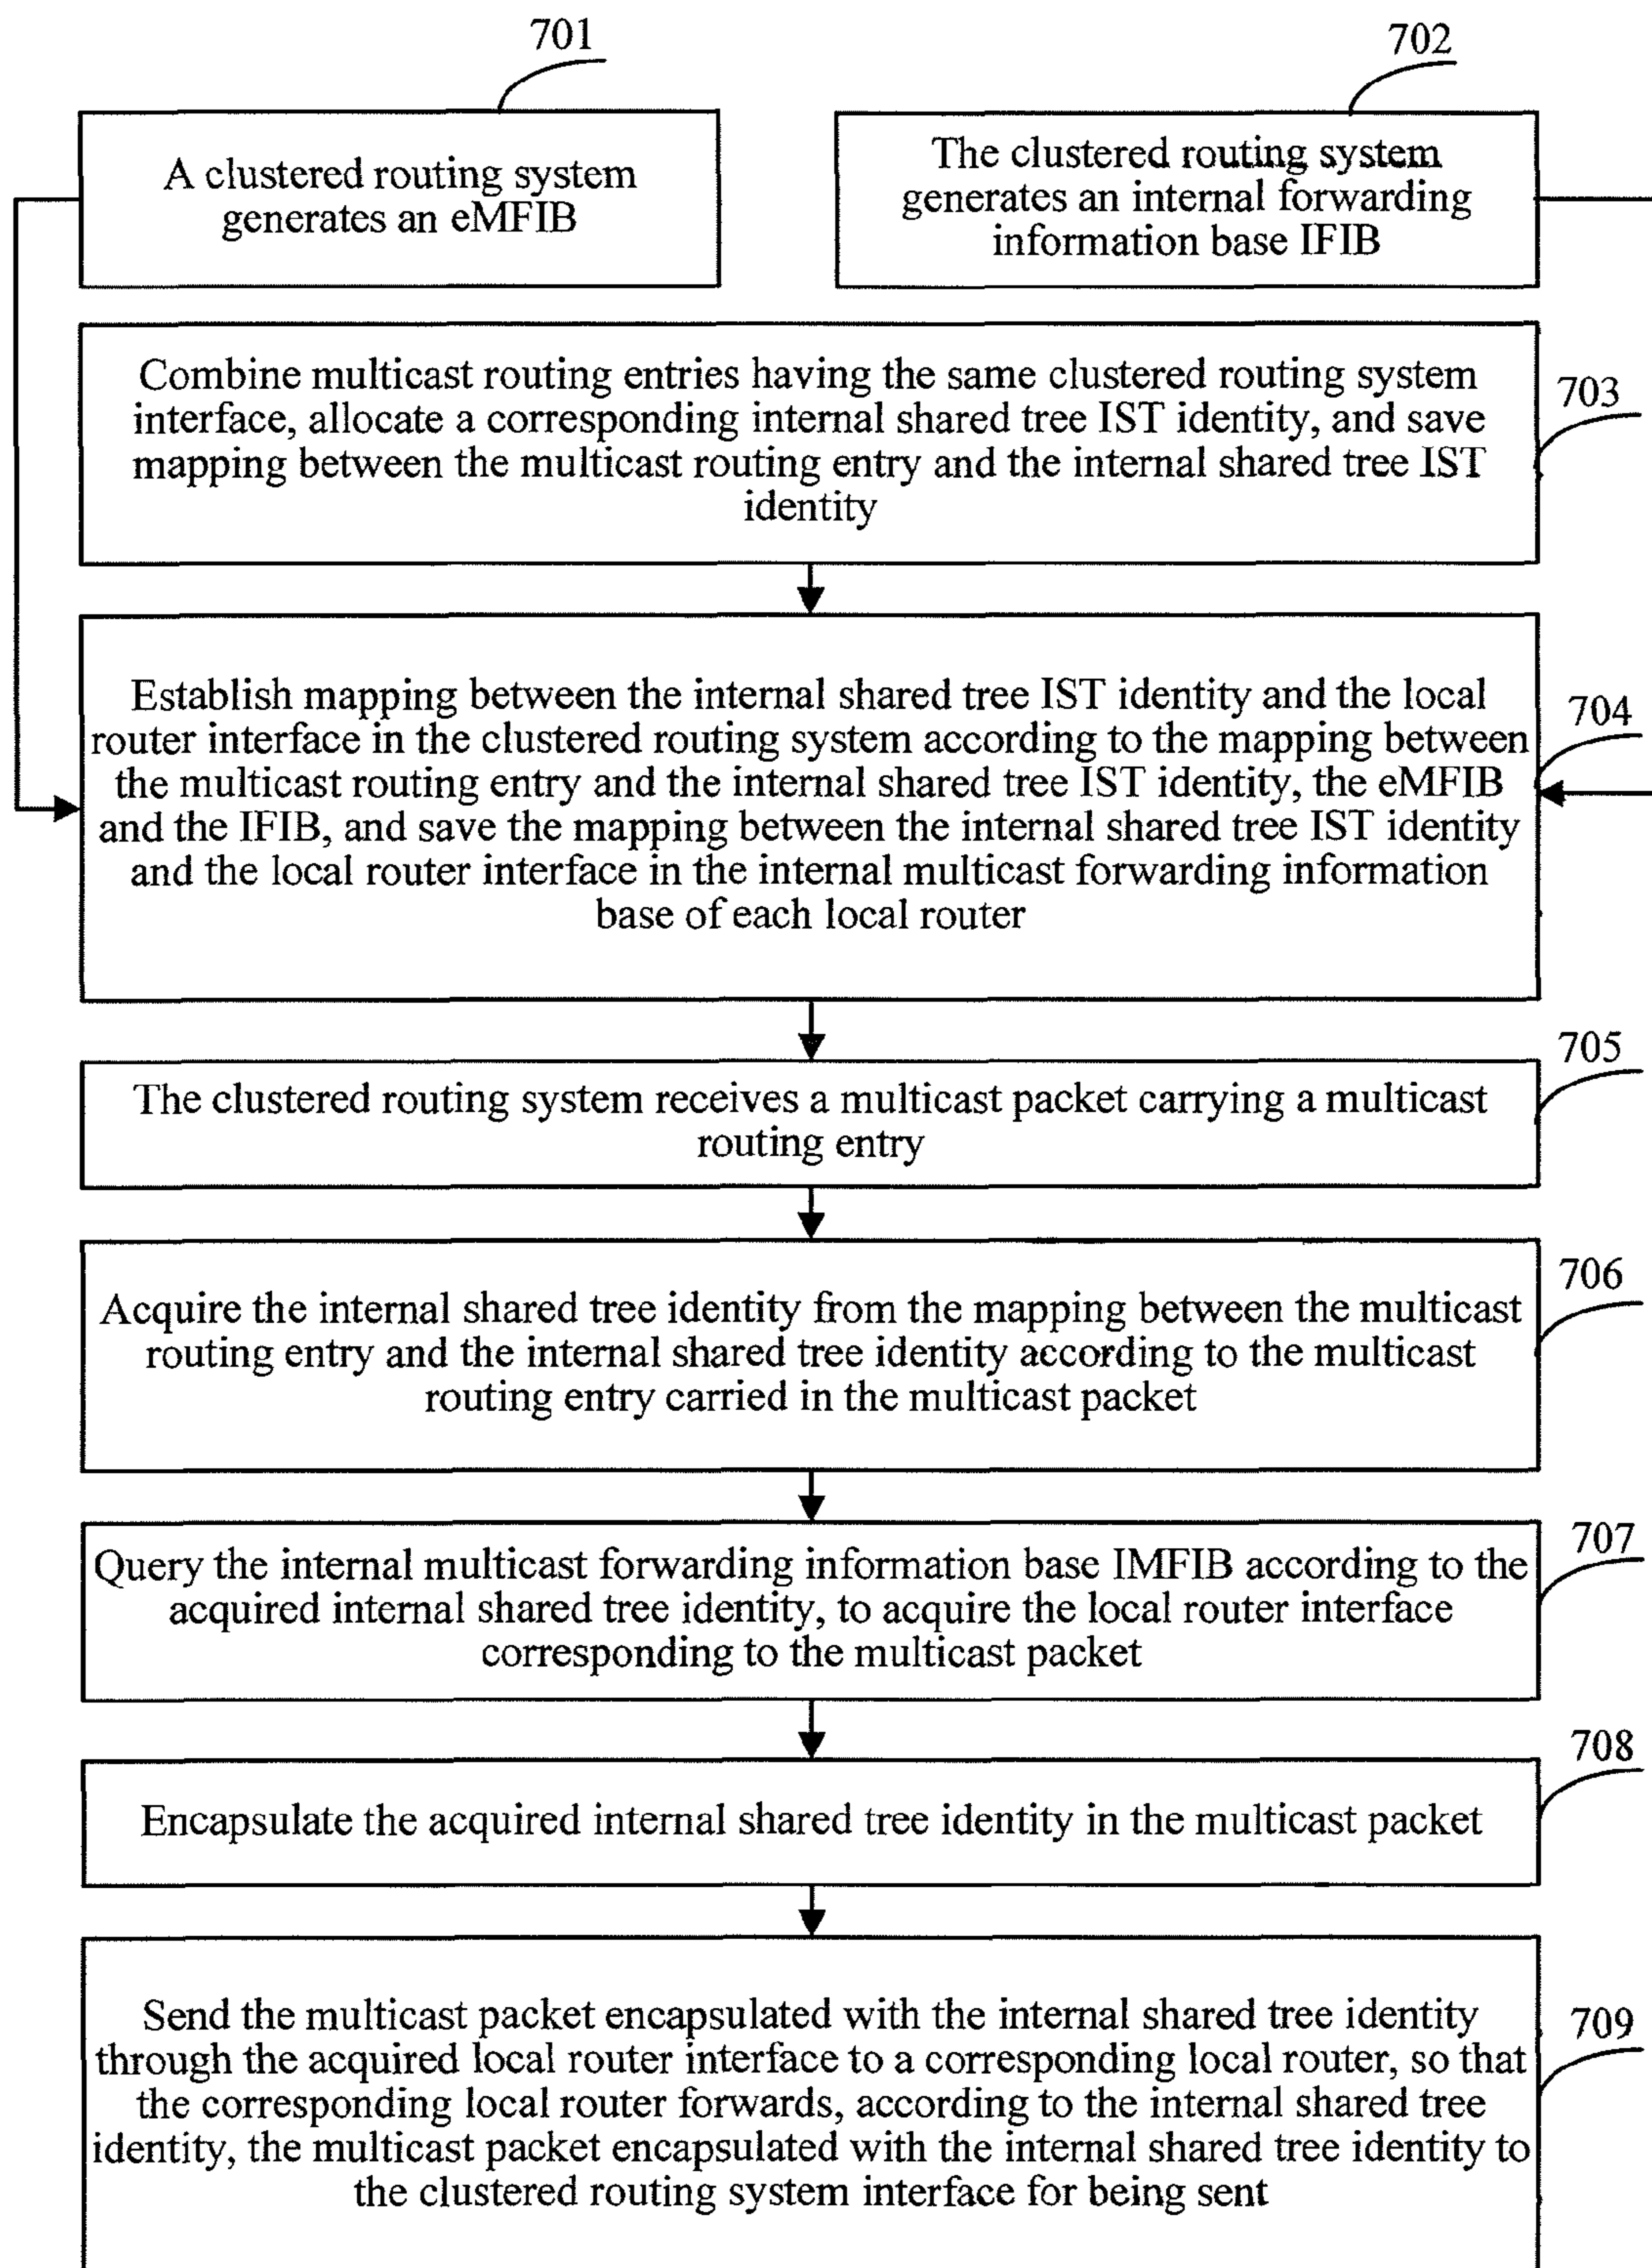 701
702
A clustered routing system
generates an eMFIB
The clustered routing system
generates an internal forwarding
information base IFIB
Combine multicast routing entries having the same clustered routing system
interface, allocate a corresponding internal shared tree IST identity, and save
mapping between the multicast routing entry and the internal shared tree IST
identity
703
Establish mapping between the internal shared tree IST identity and the local
router interface in the clustered routing system according to the mapping between
the multicast routing entry and the internal shared tree IST identity, the eMFIB
and the IFIB, and save the mapping between the internal shared tree IST identity
and the local router interface in the internal multicast forwarding information
base of each local router
704
The clustered routing system receives a multicast packet carrying a multicast
routing entry
705
Acquire the internal shared tree identity from the mapping between the multicast
routing entry and the internal shared tree identity according to the multicast
routing entry carried in the multicast packet
706
Query the internal multicast forwarding information base IMFIB according to the
acquired internal shared tree identity, to acquire the local router interface
corresponding to the multicast packet
707
Encapsulate the acquired internal shared tree identity in the multicast packet
708
Send the multicast packet encapsulated with the internal shared tree identity
through the acquired local router interface to a corresponding local router, so that
the corresponding local router forwards, according to the internal shared tree
identity, the multicast packet encapsulated with the internal shared tree identity to
the clustered routing system interface for being sent
709